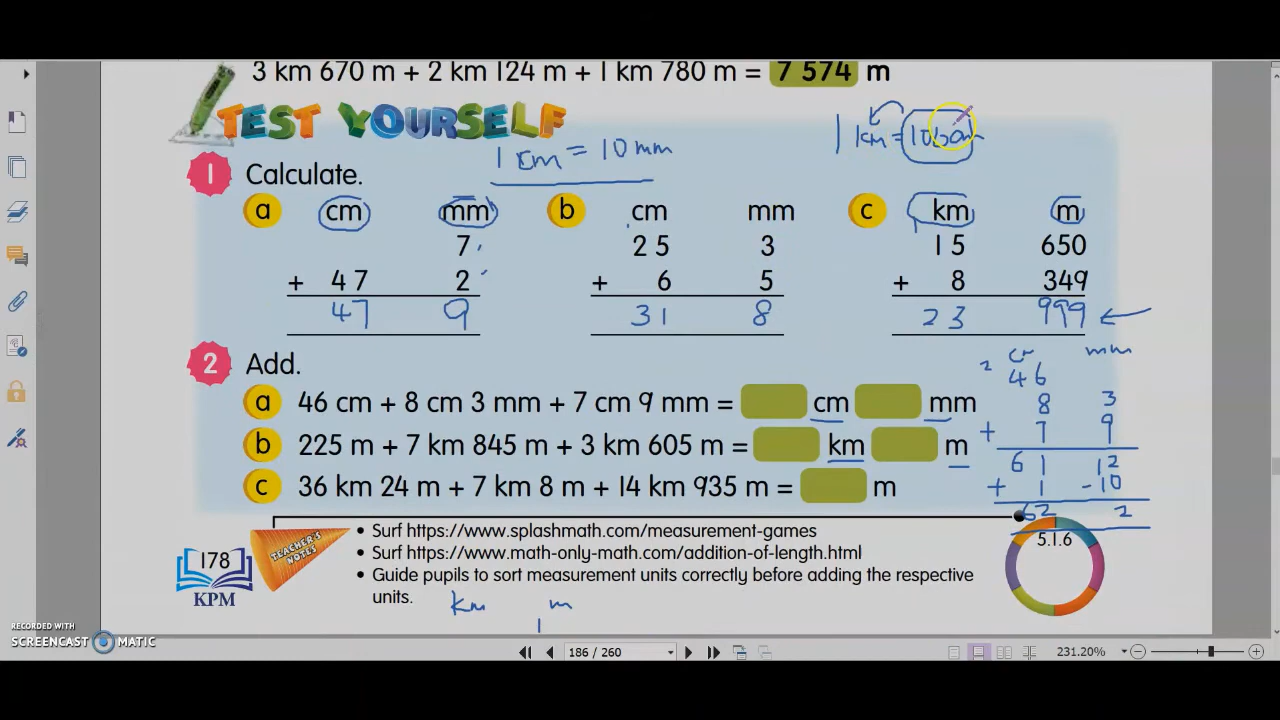 3 km 670 m + 2 km 124 m + 1 km 780 m = 7 574 m
TEST YOURSELF
1 km =
1 cm = 10 mm
1 Calculate.
a cm mm b cm mm c km m
7 25 3 15 650
+ 47 2 + 6 5 + 8 349
47 9 31 8 23 999
2 Add.
cm mm
46
8 3
+ 7 9
61 12
+ 1 - 10
62 2
a 46 cm + 8 cm 3 mm + 7 cm 9 mm = cm mm
b 225 m + 7 km 845 m + 3 km 605 m = km m
c 36 km 24 m + 7 km 8 m + 14 km 935 m = m
TEACHER'S NOTES
• Surf https://www.splashmath.com/measurement-games
• Surf https://www.math-only-math.com/addition-of-length.html
• Guide pupils to sort measurement units correctly before adding the respective
units.
178
KPM
5.1.6
km m
1
RECORDED WITH
SCREENCAST MATIC
186 / 260
231.20%